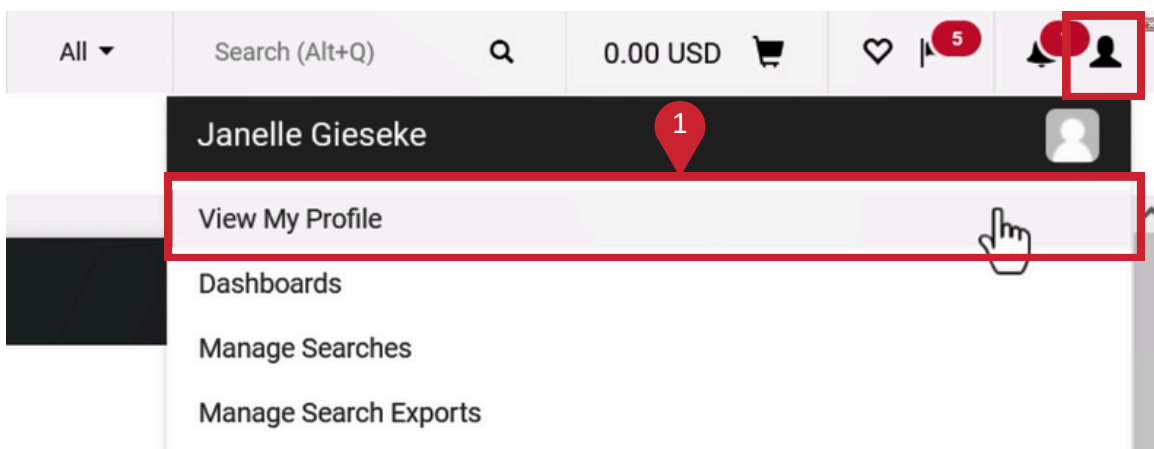 All Search (Alt+Q) 0.00 USD 5
Janelle Gieseke 1
View My Profile
Dashboards
Manage Searches
Manage Search Exports